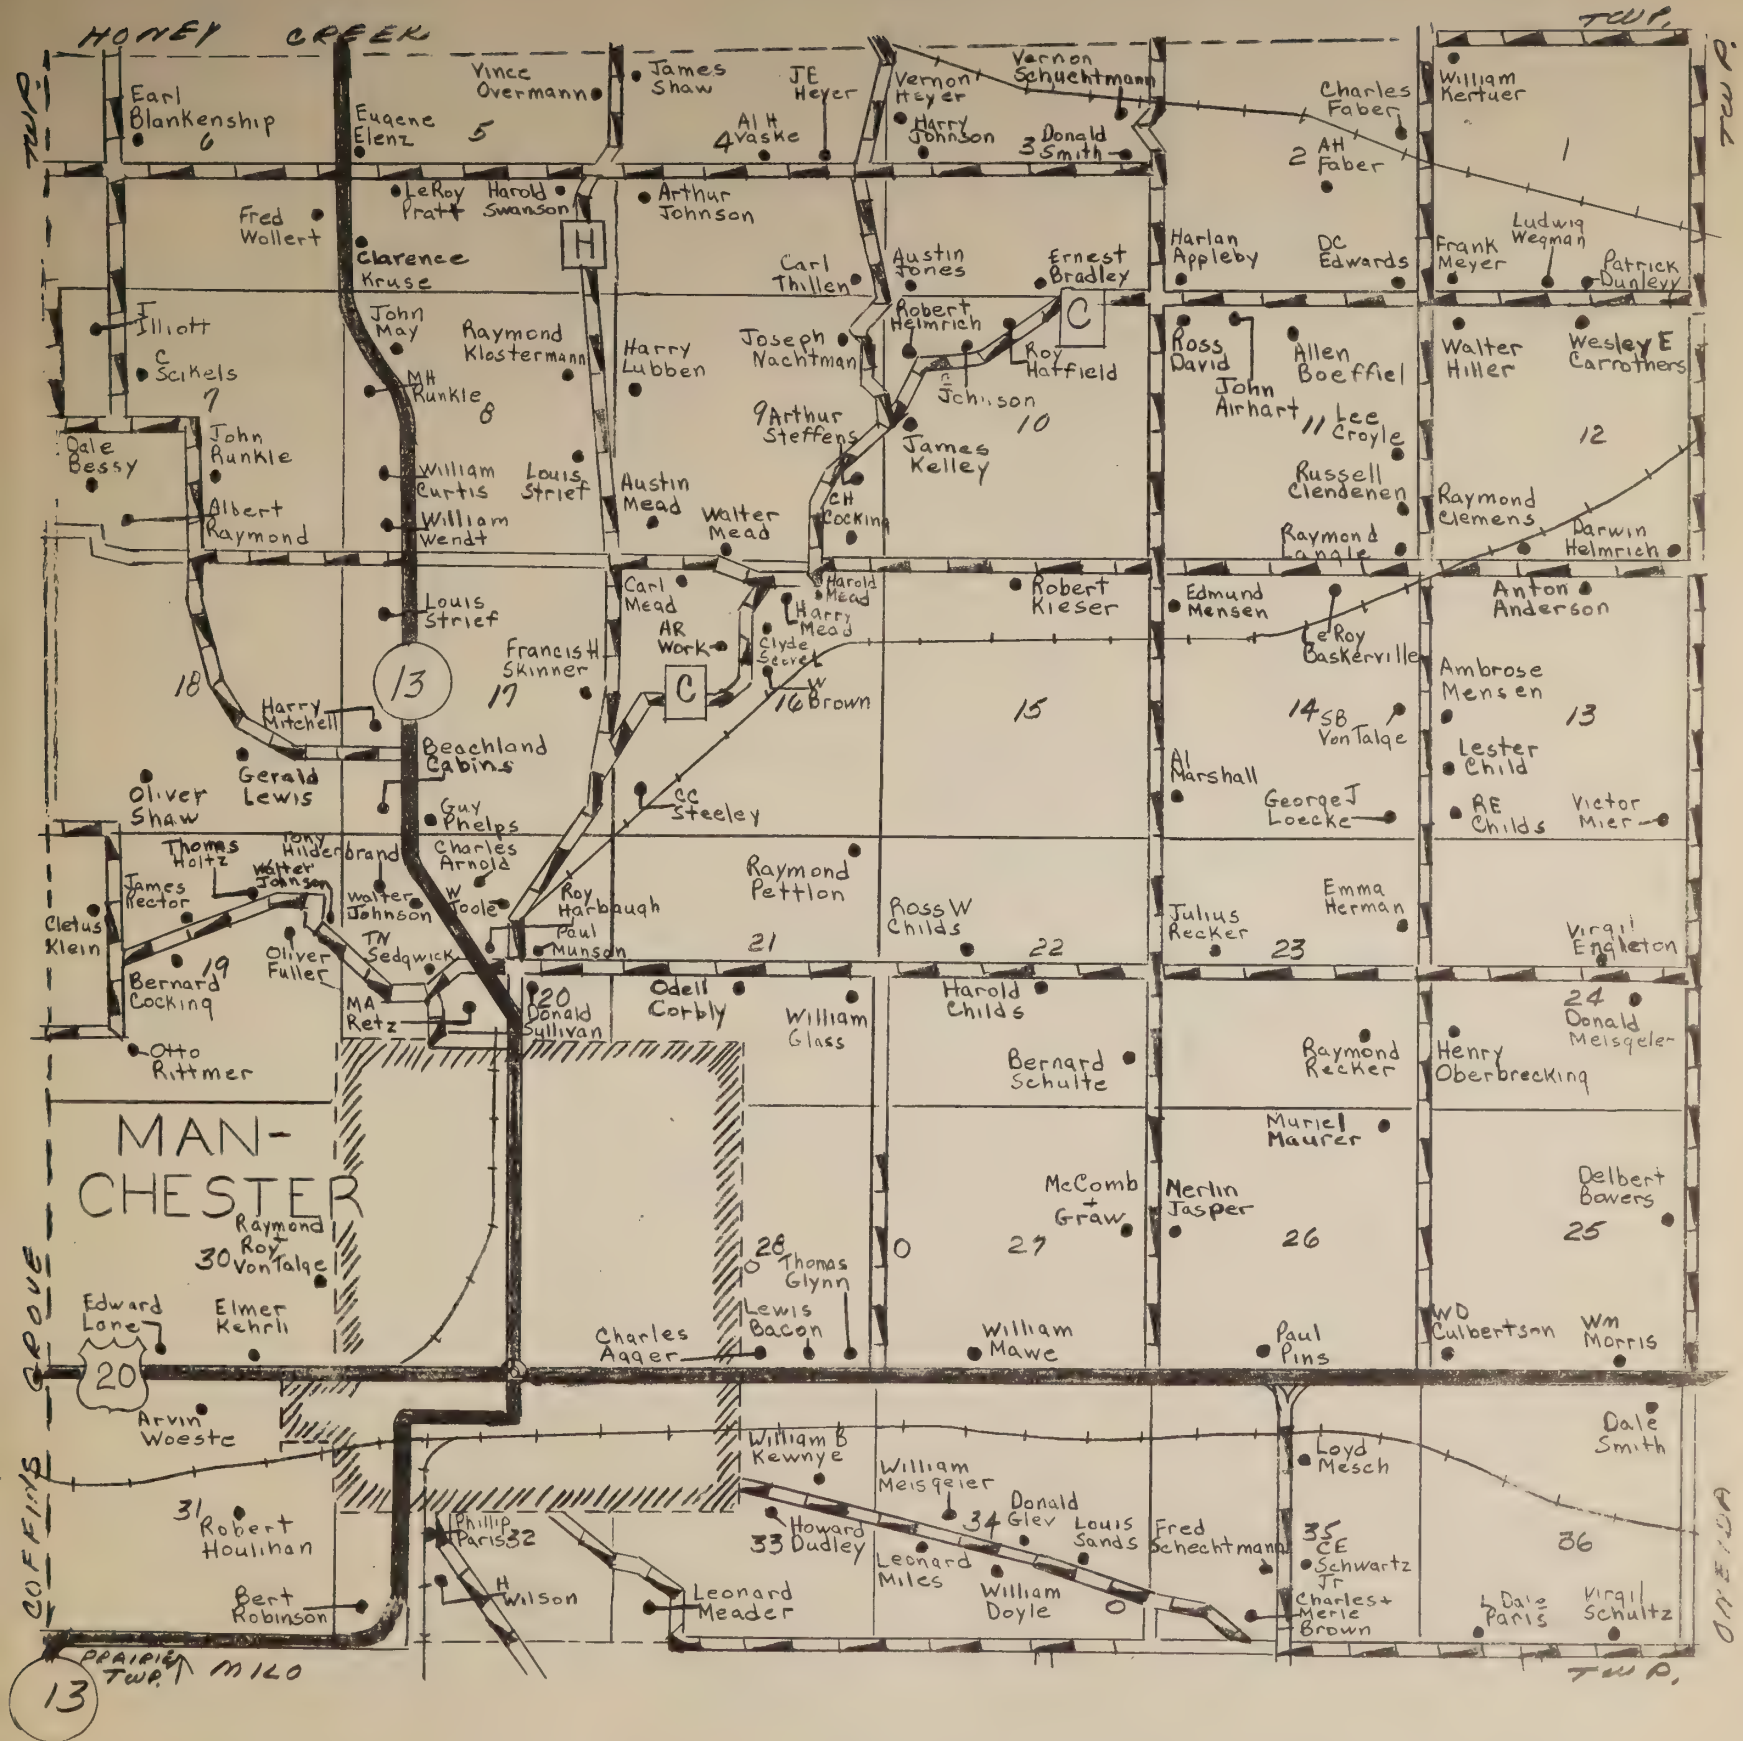 HONEY CREEK TWP.
TWP.
TWP.
Earl
Blankenship
6
Eugene
Elenz
Vince
Overmann
5
James
Shaw
Al H
Vaske
4
JE
Heyer
Vernon
Heyer
Harry
Johnson
Vernon
Schuchtmann
3
Donald
Smith
Charles
Faber
2
AH
Faber
William
Kertuer
1
Fred
Wollert
LeRoy
Pratt
Harold
Swanson
Arthur
Johnson
H
Clarence
Kruse
Carl
Thillen
Austin
Jones
Ernest
Bradley
Harlan
Appleby
DC
Edwards
Frank
Meyer
Ludwig
Wegman
Patrick
Dunlevy
I
Illiott
C
Scikels
7
John
May
Raymond
Klostermann
MH
Runkle
8
Harry
Lubben
Joseph
Nachtman
Robert
Helmrich
C
Roy
Hatfield
Ross
David
John
Airhart
Allen
Boeffiel
Walter
Hiller
Wesley E
Carrothers
9
Arthur
Steffens
James
Kelley
10
11
Lee
Croyle
12
Dale
Bessy
John
Runkle
Albert
Raymond
William
Curtis
William
Wendt
Louis
Strief
Austin
Mead
Walter
Mead
CH
Cocking
Russell
Clendenen
Raymond
Langle
Raymond
Clemens
Darwin
Helmrich
Louis
Strief
Carl
Mead
AR
Work
Harold
Mead
Harry
Mead
Clyde
W
Brown
Robert
Kieser
Edmund
Mensen
LeRoy
Baskerville
Anton
Anderson
18
13
17
Francis H
Skinner
C
16
15
14
SB
VonTalge
Ambrose
Mensen
13
Harry
Mitchell
Gerald
Lewis
Oliver
Shaw
Beachland
Cabins
Guy
Phelps
CC
Steeley
Al
Marshall
George J
Loecke
Lester
Child
RE
Childs
Victor
Mier
Thomas
Holtz
Tony
Hilderbrand
Walter
Johnson
James
Rector
Cletus
Klein
Bernard
Cocking
19
Oliver
Fuller
Walter
Johnson
TN
Sedgwick
Charles
Arnold
W
Toole
Roy
Harbaugh
Paul
Munson
Raymond
Pettlon
21
Ross W
Childs
22
Julius
Recker
23
Emma
Herman
Virgil
Engleton
MA
Retz
20
Donald
Sullivan
Odell
Corbly
William
Glass
Harold
Childs
24
Donald
Meisgeler
Otto
Rittmer
Bernard
Schulte
Raymond
Recker
Henry
Oberbrecking
MAN-
CHESTER
Muriel
Maurer
McComb
+
Graw
Merlin
Jasper
Delbert
Bowers
Raymond
+
Roy
VonTalge
30
28
27
26
25
Thomas
Glynn
Edward
Lane
Elmer
Kehrli
Charles
Agger
Lewis
Bacon
William
Mawe
Paul
Pins
WD
Culbertson
Wm
Morris
20
Arvin
Woeste
William B
Kewnye
William
Meisgeier
Loyd
Mesch
Dale
Smith
31
Robert
Houlihan
Phillip
Paris
32
33
Howard
Dudley
34
Donald
Glev
Louis
Sands
Fred
Schechtmann
35
CE
Schwartz
Jr
36
Leonard
Miles
William
Doyle
Bert
Robinson
H
Wilson
Leonard
Meader
Charles +
Merle
Brown
L Dale
Paris
Virgil
Schultz
COFFINS GROVE
ONEIDA
PRAIRIE
TWP.
MILO
TWP.
13